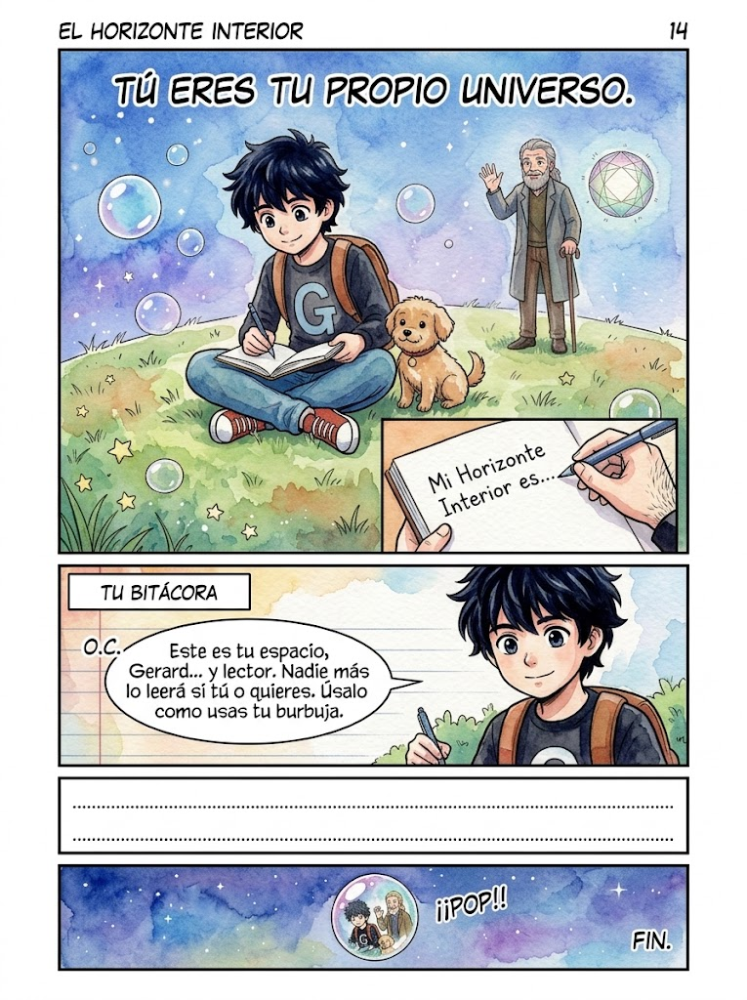 EL HORIZONTE INTERIOR
14
TÚ ERES TU PROPIO UNIVERSO.
G
Mi Horizonte
Interior es...
TU BITÁCORA
O.C.
Este es tu espacio,
Gerard... y lector. Nadie más
lo leerá si tú o quieres. Úsalo
como usas tu burbuja.
¡¡POP!!
G
FIN.